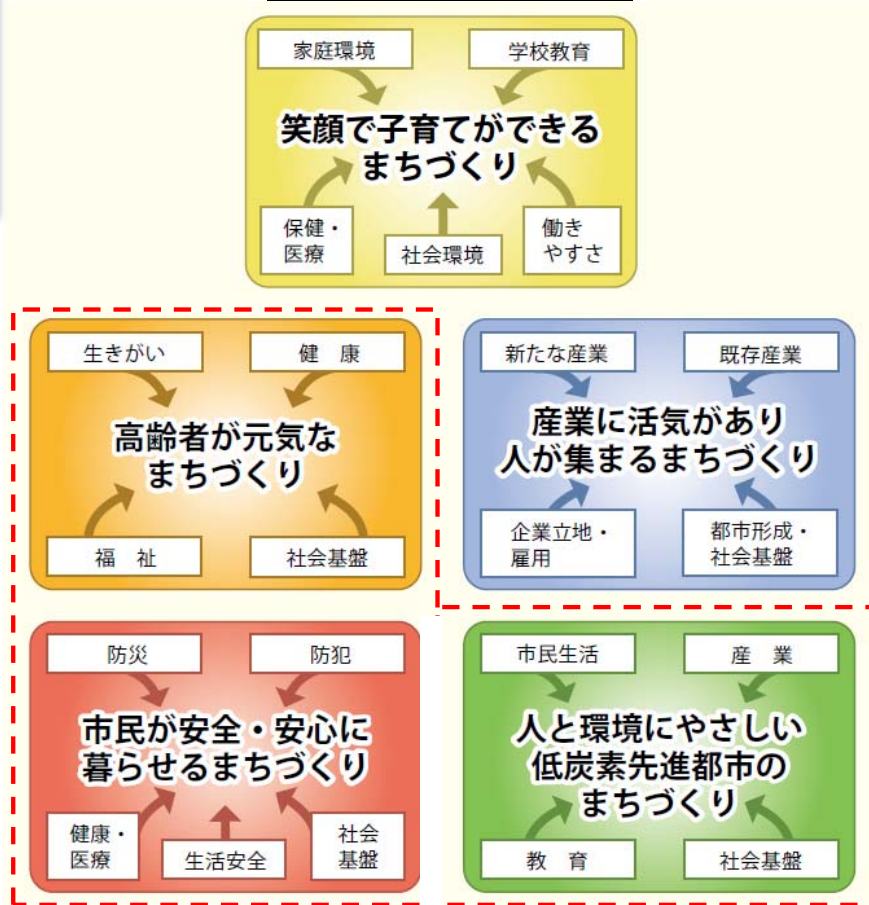 家庭環境
学校教育
笑顔で子育てができる
まちづくり
保健・
医療
社会環境
働き
やすさ
生きがい
健　康
高齢者が元気な
まちづくり
福　祉
社会基盤
新たな産業
既存産業
産業に活気があり
人が集まるまちづくり
企業立地・
雇用
都市形成・
社会基盤
防災
防犯
市民が安全・安心に
暮らせるまちづくり
健康・
医療
生活安全
社会
基盤
市民生活
産　業
人と環境にやさしい
低炭素先進都市の
まちづくり
教　育
社会基盤